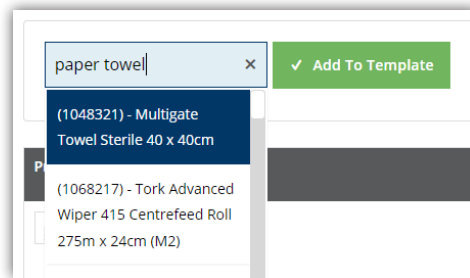 paper towel ×
✓ Add To Template
(1048321) - Multigate
Towel Sterile 40 x 40cm
(1068217) - Tork Advanced
Wiper 415 Centrefeed Roll
275m x 24cm (M2)